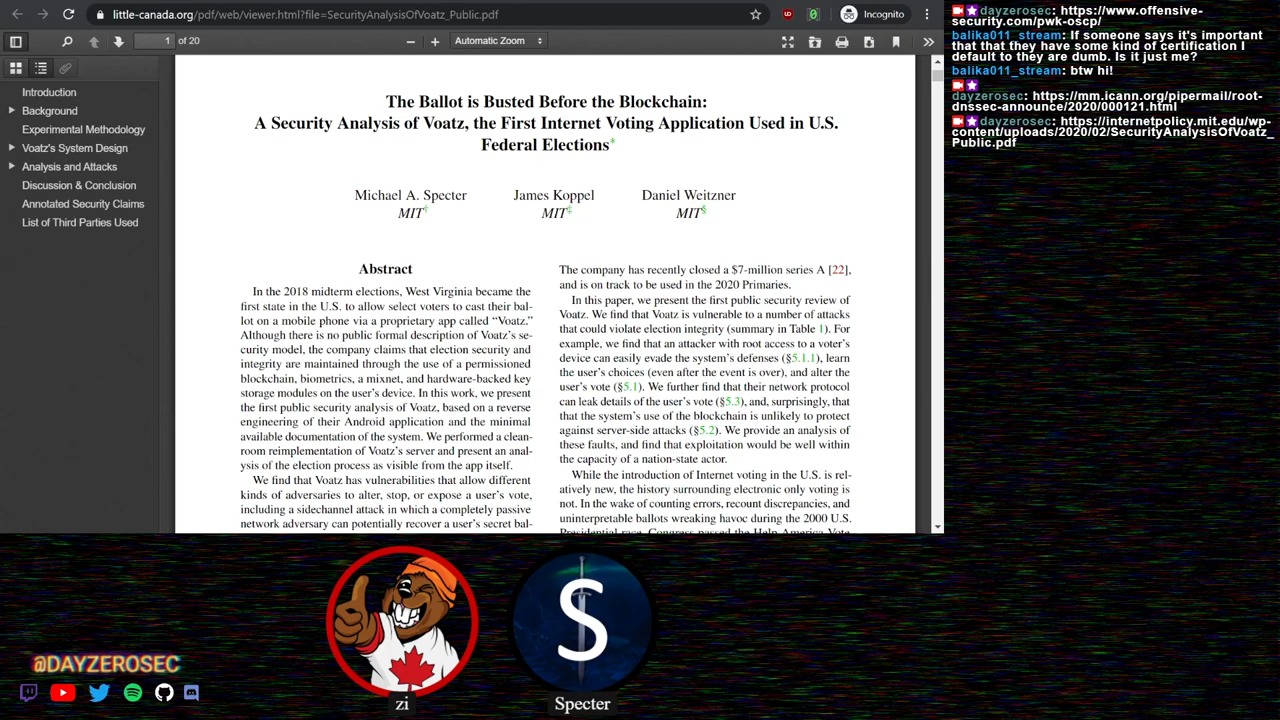 little-canada.org/pdf/web/viewer.html?file=SecurityAnalysisOfVoatz_Public.pdf
Incognito
1 of 20
Automatic Zoom
Introduction
Background
Experimental Methodology
Voatz's System Design
Analysis and Attacks
Discussion & Conclusion
Annotated Security Claims
List of Third Parties Used
The Ballot is Busted Before the Blockchain:
A Security Analysis of Voatz, the First Internet Voting Application Used in U.S.
Federal Elections*
Michael A. Specter
MIT†
James Koppel
MIT‡
Daniel Weitzner
MIT§
Abstract
In the 2018 midterm elections, West Virginia became the
first state in the U.S. to allow select voters to cast their bal-
lot on a mobile phone via a proprietary app called “Voatz.”
Although there is no public formal description of Voatz's se-
curity model, the company claims that election security and
integrity are maintained through the use of a permissioned
blockchain, biometrics, a mixnet, and hardware-backed key
storage modules on the user's device. In this work, we present
the first public security analysis of Voatz, based on a reverse
engineering of their Android application and the minimal
available documentation of the system. We performed a clean-
room reimplementation of Voatz's server and present an anal-
ysis of the election process as visible from the app itself.
We find that Voatz has vulnerabilities that allow different
kinds of adversaries to alter, stop, or expose a user's vote,
including a sidechannel attack in which a completely passive
network adversary can potentially recover a user's secret bal-
The company has recently closed a $7-million series A [22],
and is on track to be used in the 2020 Primaries.
In this paper, we present the first public security review of
Voatz. We find that Voatz is vulnerable to a number of attacks
that could violate election integrity (summary in Table 1). For
example, we find that an attacker with root access to a voter's
device can easily evade the system's defenses (§5.1.1), learn
the user's choices (even after the event is over), and alter the
user's vote (§5.1). We further find that their network protocol
can leak details of the user's vote (§5.3), and, surprisingly, that
that the system's use of the blockchain is unlikely to protect
against server-side attacks (§5.2). We provide an analysis of
these faults, and find that exploitation would be well within
the capacity of a nation-state actor.
While the introduction of Internet voting in the U.S. is rel-
atively new, the history surrounding electronic only voting is
not. In the wake of counting errors, recount discrepancies, and
uninterpretable ballots wreaking havoc during the 2000 U.S.
Presidential race, Congress passed the Help America Vote
dayzerosec: https://www.offensive-
security.com/pwk-oscp/
balika011_stream: If someone says it's important
that that they have some kind of certification I
default to they are dumb. Is it just me?
balika011_stream: btw hi!
dayzerosec: https://mm.icann.org/pipermail/root-
dnssec-announce/2020/000121.html
dayzerosec: https://internetpolicy.mit.edu/wp-
content/uploads/2020/02/SecurityAnalysisOfVoatz_
Public.pdf
@DAYZEROSEC
zi
S
Specter